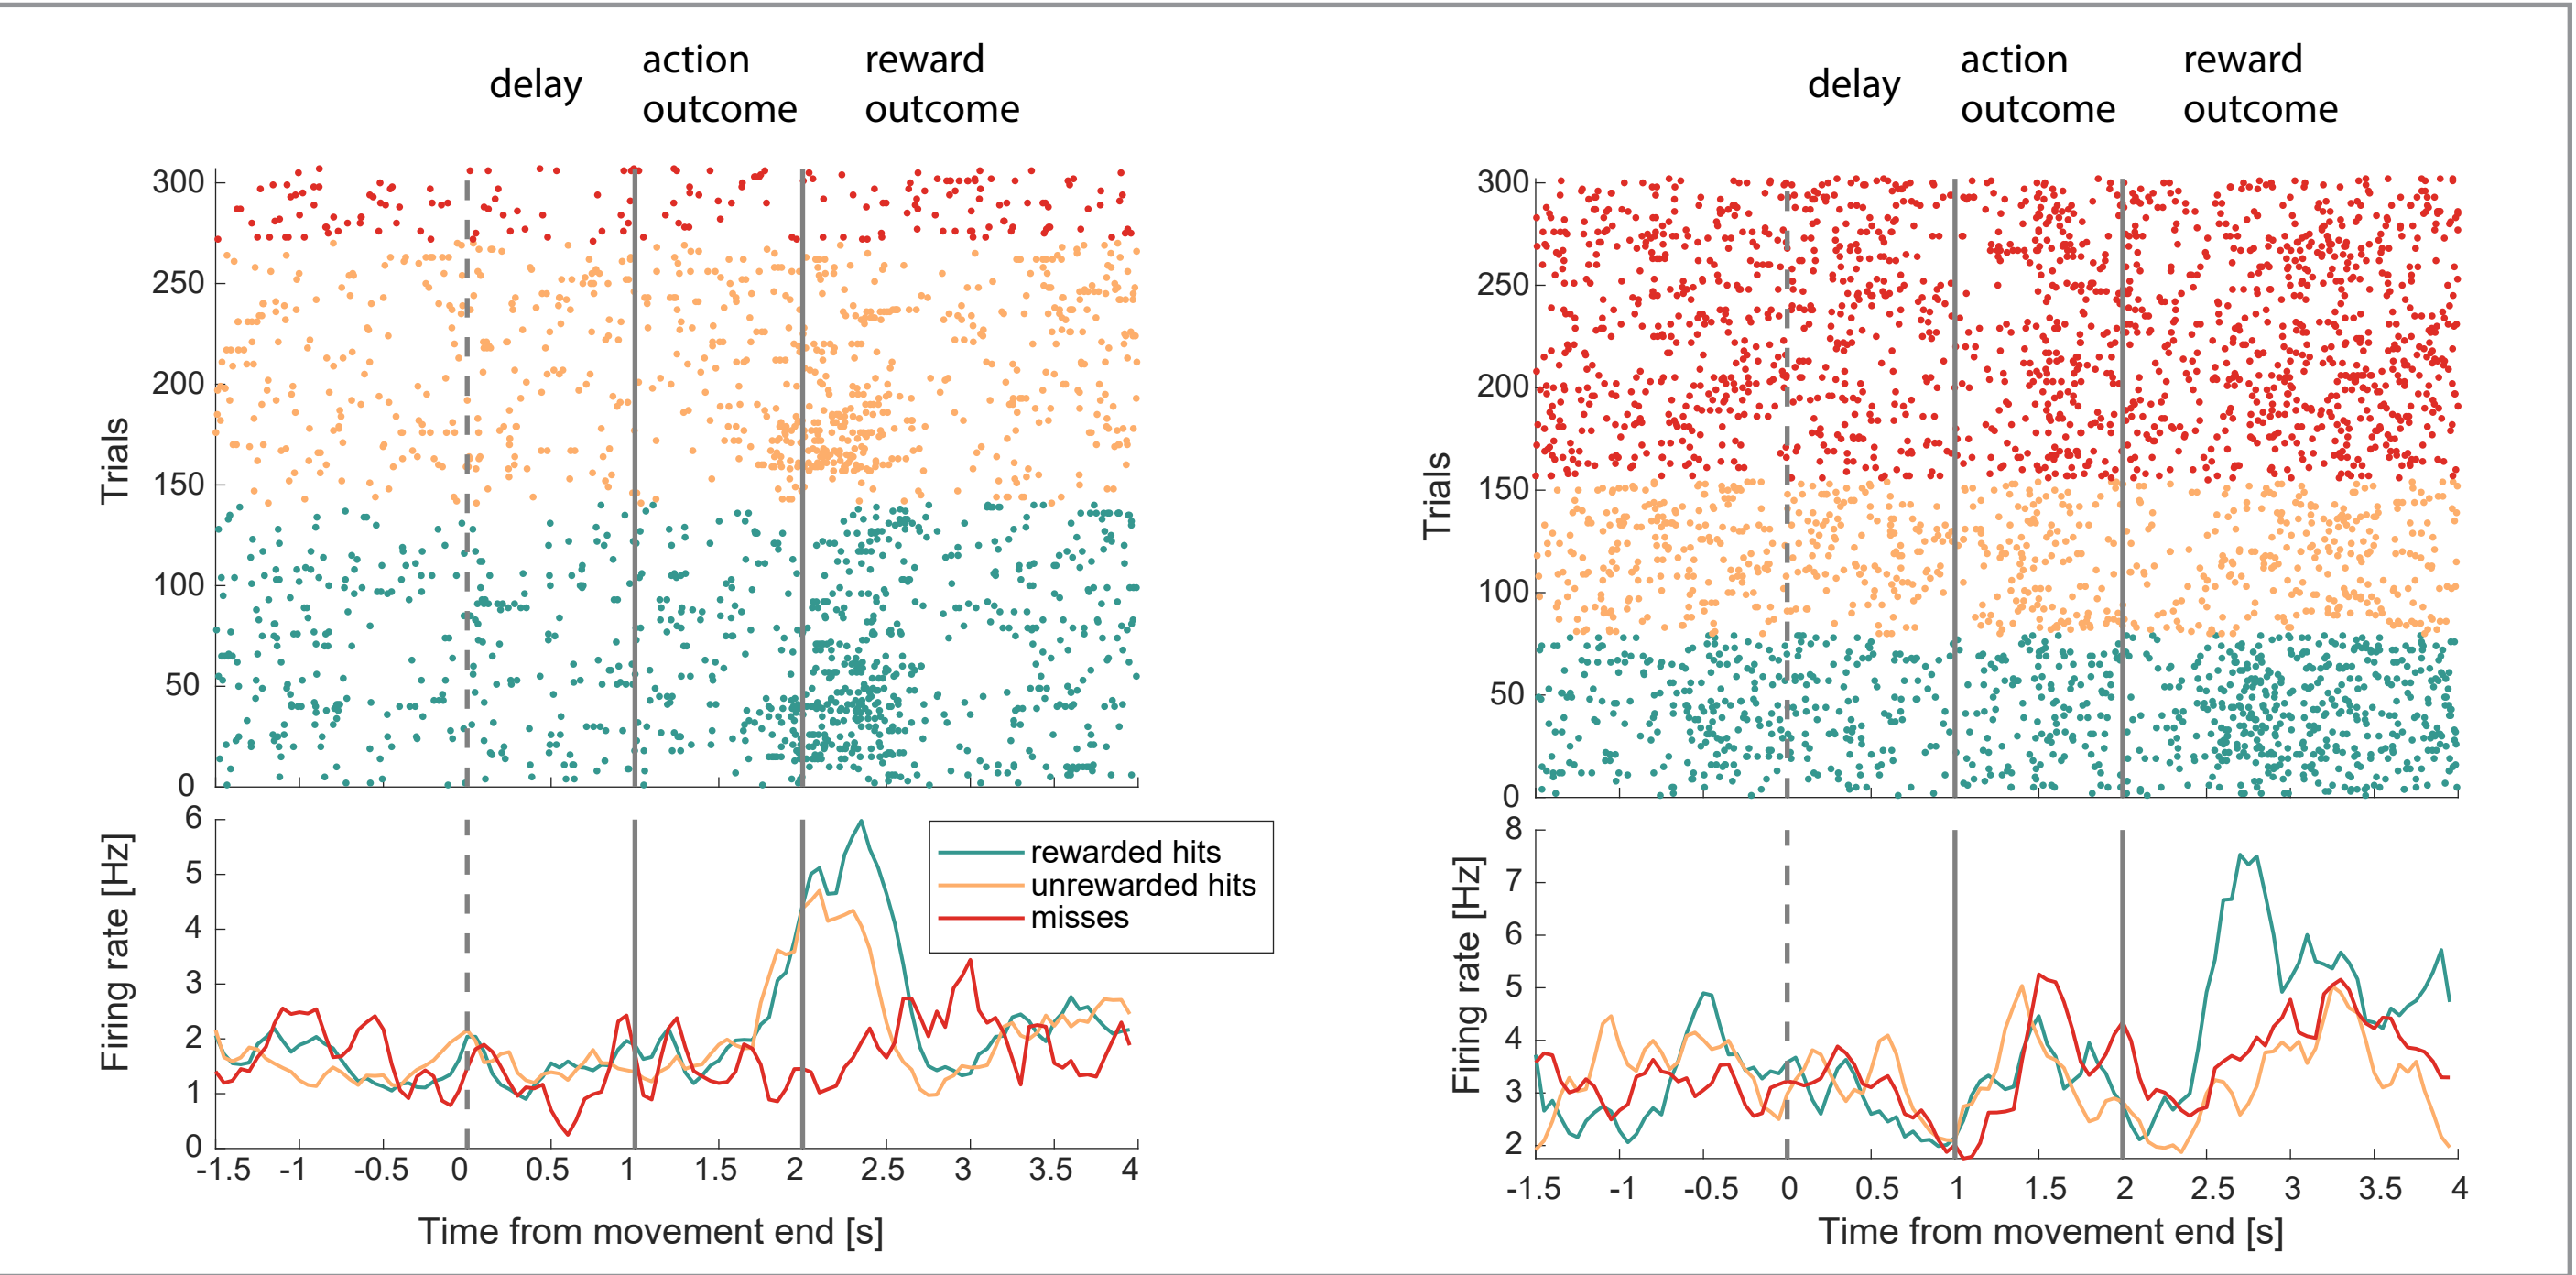 delay
action
outcome
reward
outcome
300
250
200
150
100
50
0
Trials
6
5
4
3
2
1
0
Firing rate [Hz]
rewarded hits
unrewarded hits
misses
-1.5 -1 -0.5 0 0.5 1 1.5 2 2.5 3 3.5 4
Time from movement end [s]
delay
action
outcome
reward
outcome
300
250
200
150
100
50
0
Trials
8
7
6
5
4
3
2
Firing rate [Hz]
-1.5 -1 -0.5 0 0.5 1 1.5 2 2.5 3 3.5 4
Time from movement end [s]